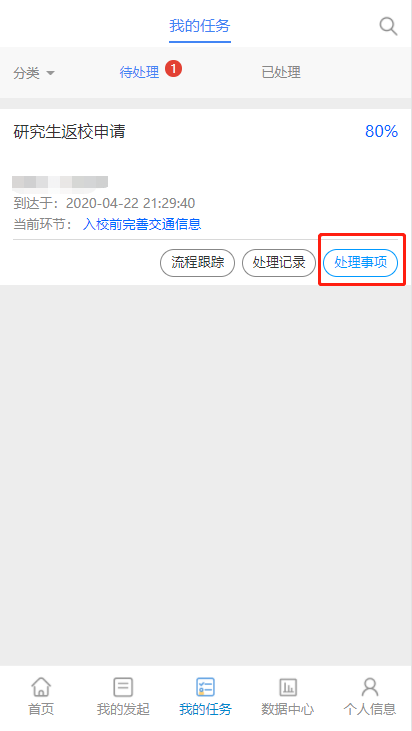 我的任务
分类 待处理 1 已处理
研究生返校申请 80%
到达于：2020-04-22 21:29:40
当前环节： 入校前完善交通信息
流程跟踪 处理记录 处理事项
首页 我的发起 我的任务 数据中心 个人信息